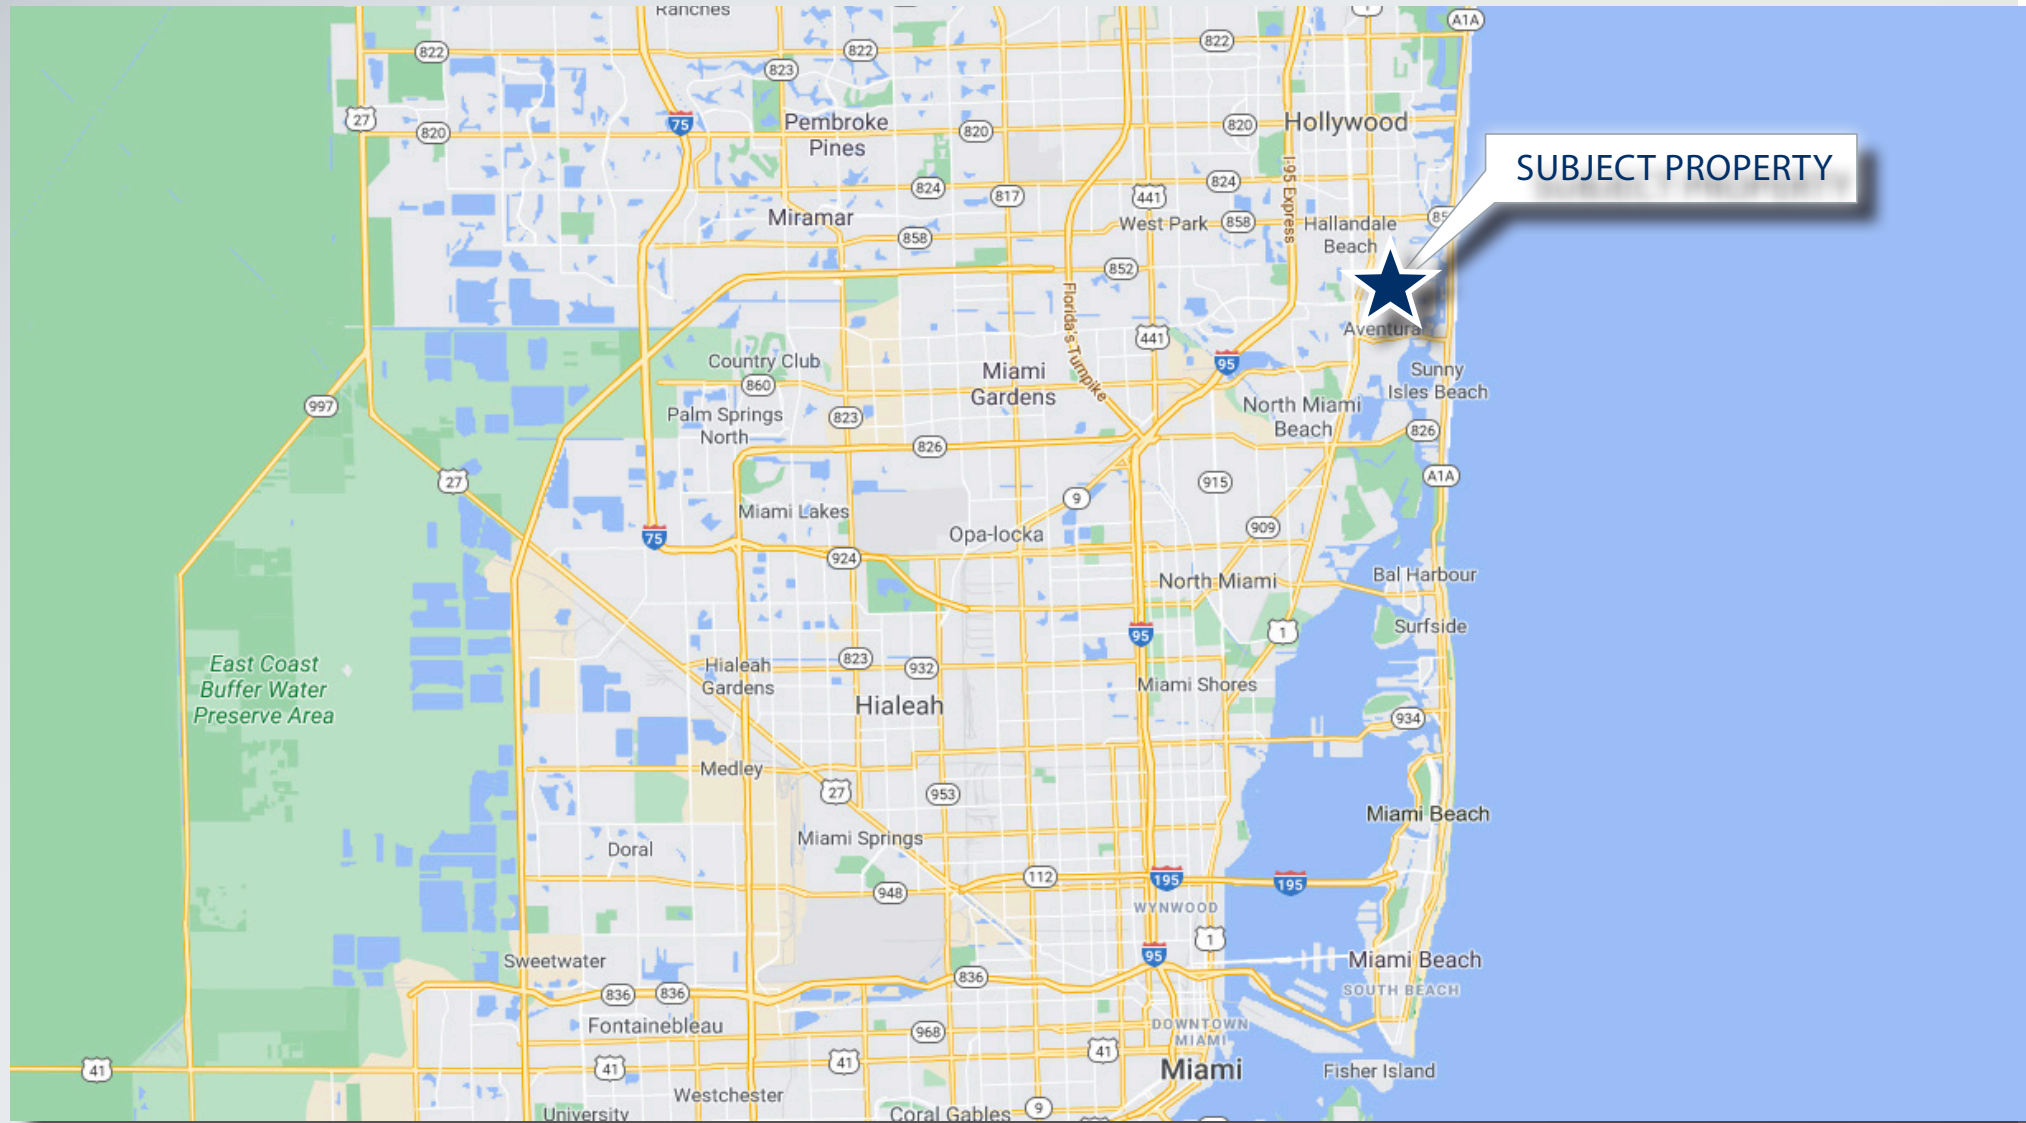 Ranches
A1A
822
822
822
823
27
820
75
Pembroke
Pines
820
820
Hollywood
SUBJECT PROPERTY
I-95 Express
824
817
441
824
Miramar
West Park
858
Hallandale
Beach
858
852
Florida's Turnpike
441
Aventura
Country Club
860
Miami
Gardens
95
Sunny
Isles Beach
997
Palm Springs
North
823
North Miami
Beach
826
826
27
A1A
915
9
Miami Lakes
Opa-locka
909
75
924
North Miami
Bal Harbour
95
1
Surfside
East Coast
Buffer Water
Preserve Area
Hialeah
Gardens
823
932
Miami Shores
Hialeah
934
Medley
27
953
Miami Beach
Doral
Miami Springs
112
195
195
948
WYNWOOD
1
95
Sweetwater
Miami Beach
836
836
836
SOUTH BEACH
Fontainebleau
968
DOWNTOWN
MIAMI
41
41
41
41
Miami
Fisher Island
Westchester
University
Coral Gables
9